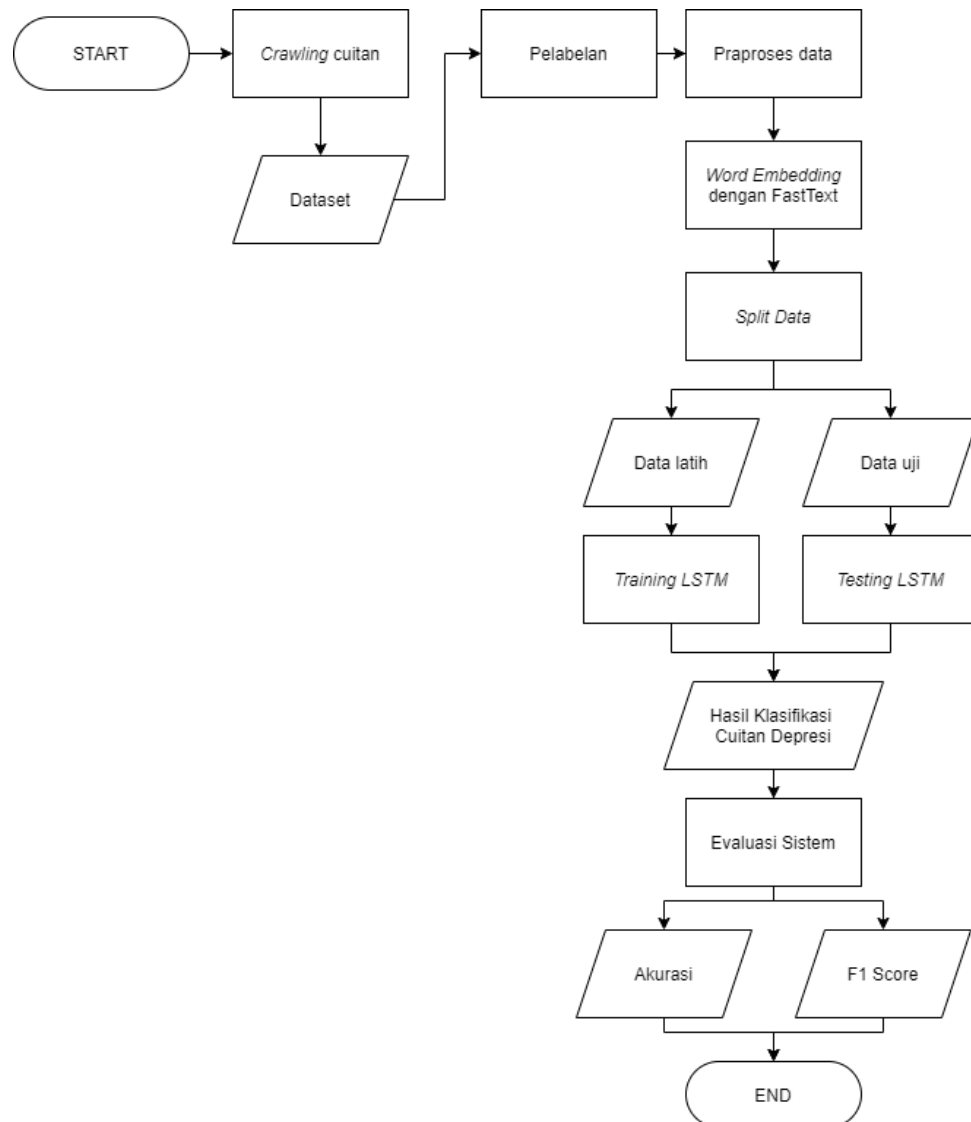 START
Crawling cuitan
Dataset
Pelabelan
Praproses data
Word Embedding
dengan FastText
Split Data
Data latih
Data uji
Training LSTM
Testing LSTM
Hasil Klasifikasi
Cuitan Depresi
Evaluasi Sistem
Akurasi
F1 Score
END